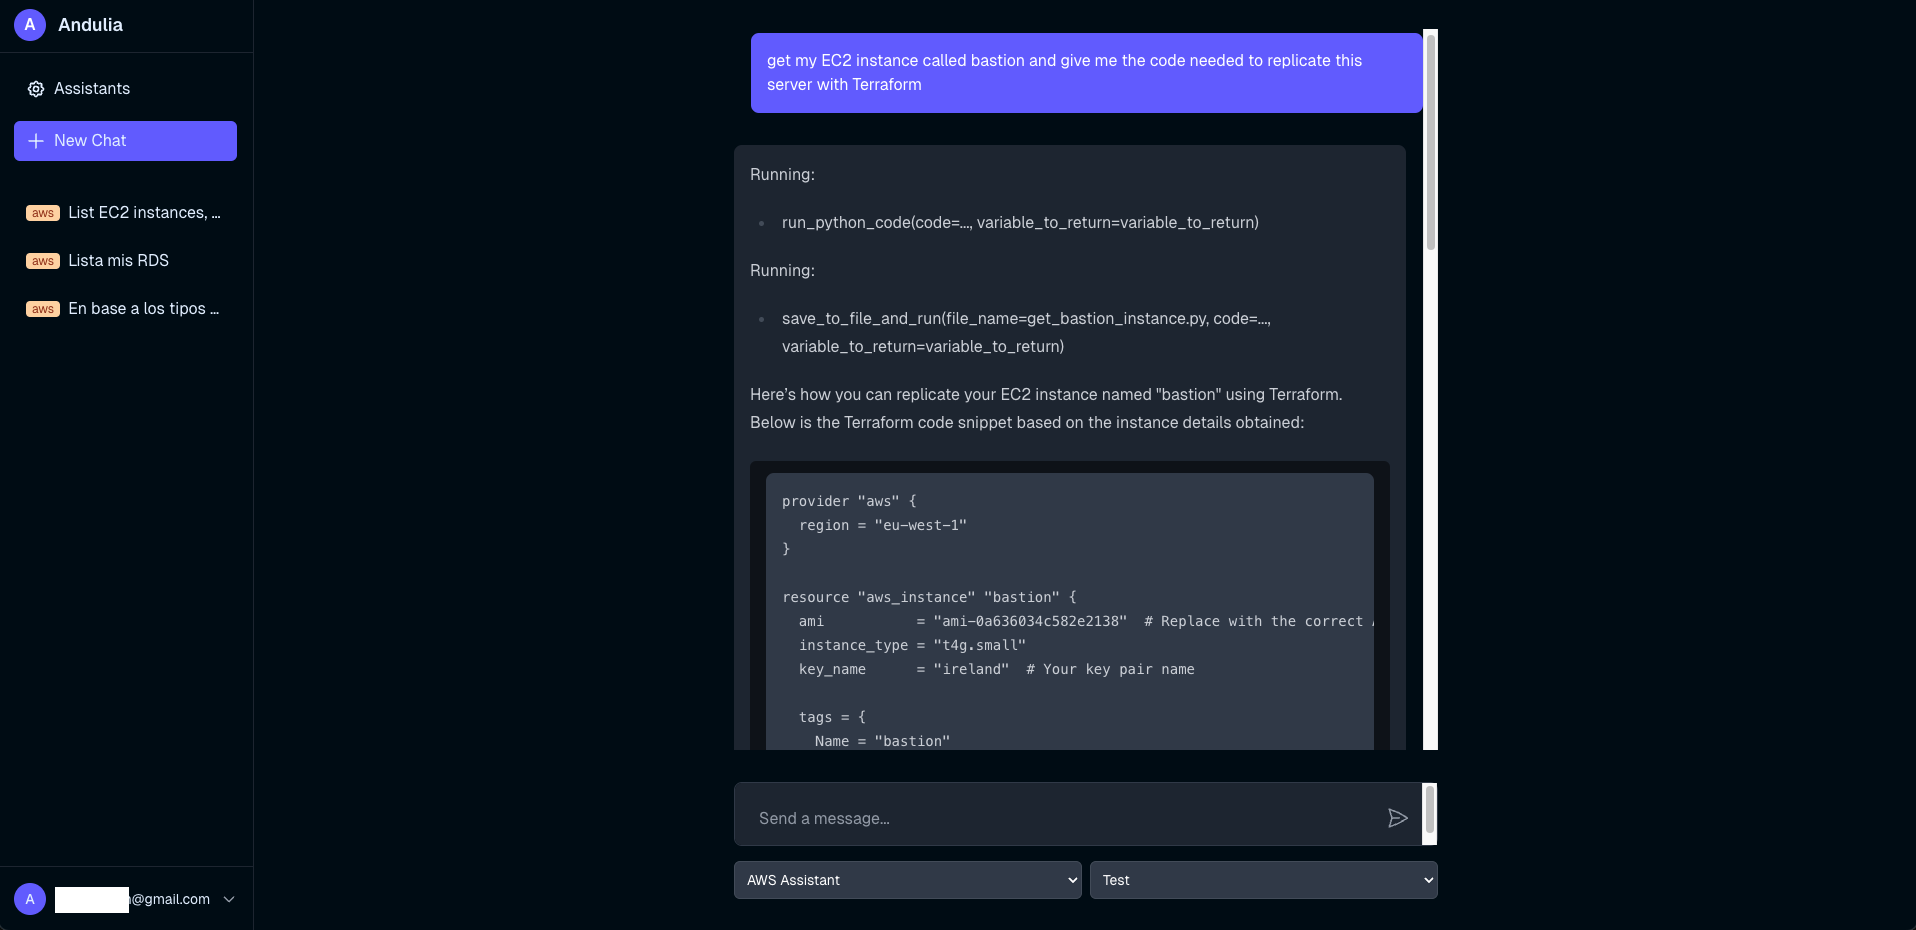 A Andulia
Assistants
New Chat
aws List EC2 instances, ...
aws Lista mis RDS
aws En base a los tipos ...
A @gmail.com
get my EC2 instance called bastion and give me the code needed to replicate this
server with Terraform
Running:
run_python_code(code=..., variable_to_return=variable_to_return)
Running:
save_to_file_and_run(file_name=get_bastion_instance.py, code=...,
variable_to_return=variable_to_return)
Here's how you can replicate your EC2 instance named "bastion" using Terraform.
Below is the Terraform code snippet based on the instance details obtained:
provider "aws" {
  region = "eu-west-1"
}
resource "aws_instance" "bastion" {
  ami           = "ami-0a636034c582e2138"  # Replace with the correct
  instance_type = "t4g.small"
  key_name      = "ireland"  # Your key pair name
  tags = {
    Name = "bastion"
Send a message...
AWS Assistant
Test